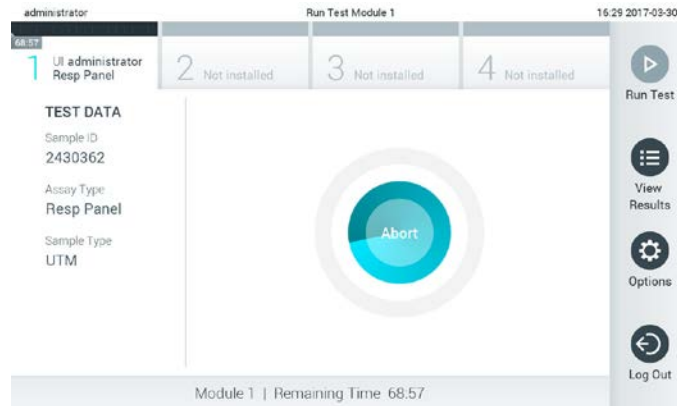 administrator Run Test Module 1 16:29 2017-03-30
68:57
1 UI administrator
Resp Panel
2 Not installed
3 Not installed
4 Not installed
Run Test
TEST DATA
Sample ID
2430362
Assay Type
Resp Panel
Sample Type
UTM
Abort
View
Results
Options
Log Out
Module 1 | Remaining Time 68:57